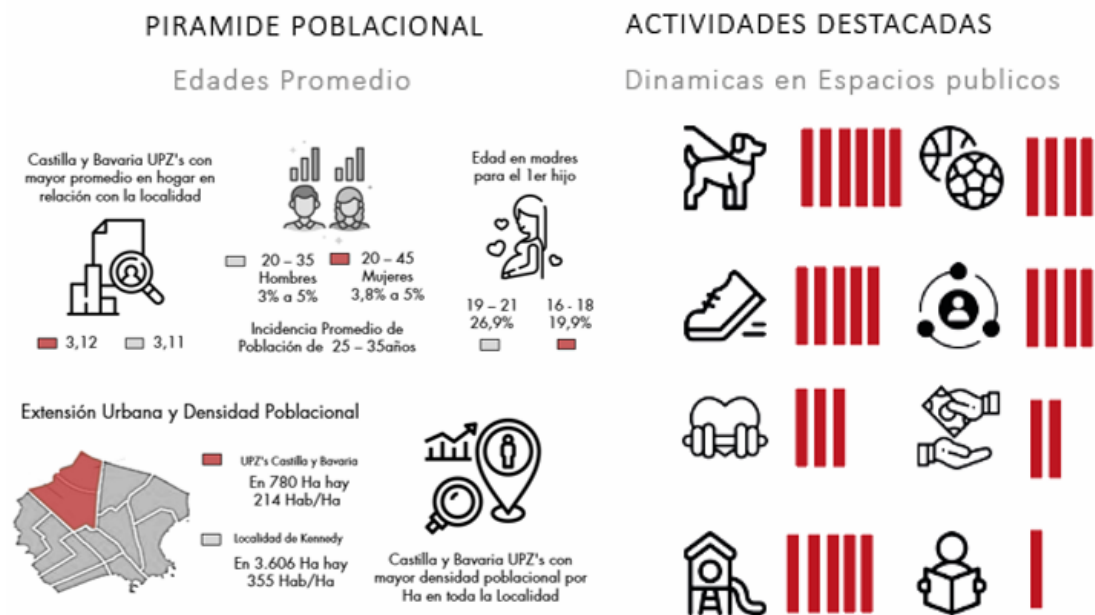 PIRAMIDE POBLACIONAL
Edades Promedio
Castilla y Bavaria UPZ's con
mayor promedio en hogar en
relación con la localidad
3,12
3,11
20 – 35
Hombres
3% a 5%
20 – 45
Mujeres
3,8% a 5%
Incidencia Promedio de
Población de 25 – 35años
Edad en madres
para el 1er hijo
19 – 21
26,9%
16 - 18
19,9%
Extensión Urbana y Densidad Poblacional
UPZ's Castilla y Bavaria
En 780 Ha hay
214 Hab/Ha
Localidad de Kennedy
En 3.606 Ha hay
355 Hab/Ha
Castilla y Bavaria UPZ's con
mayor densidad poblacional por
Ha en toda la Localidad
ACTIVIDADES DESTACADAS
Dinamicas en Espacios publicos